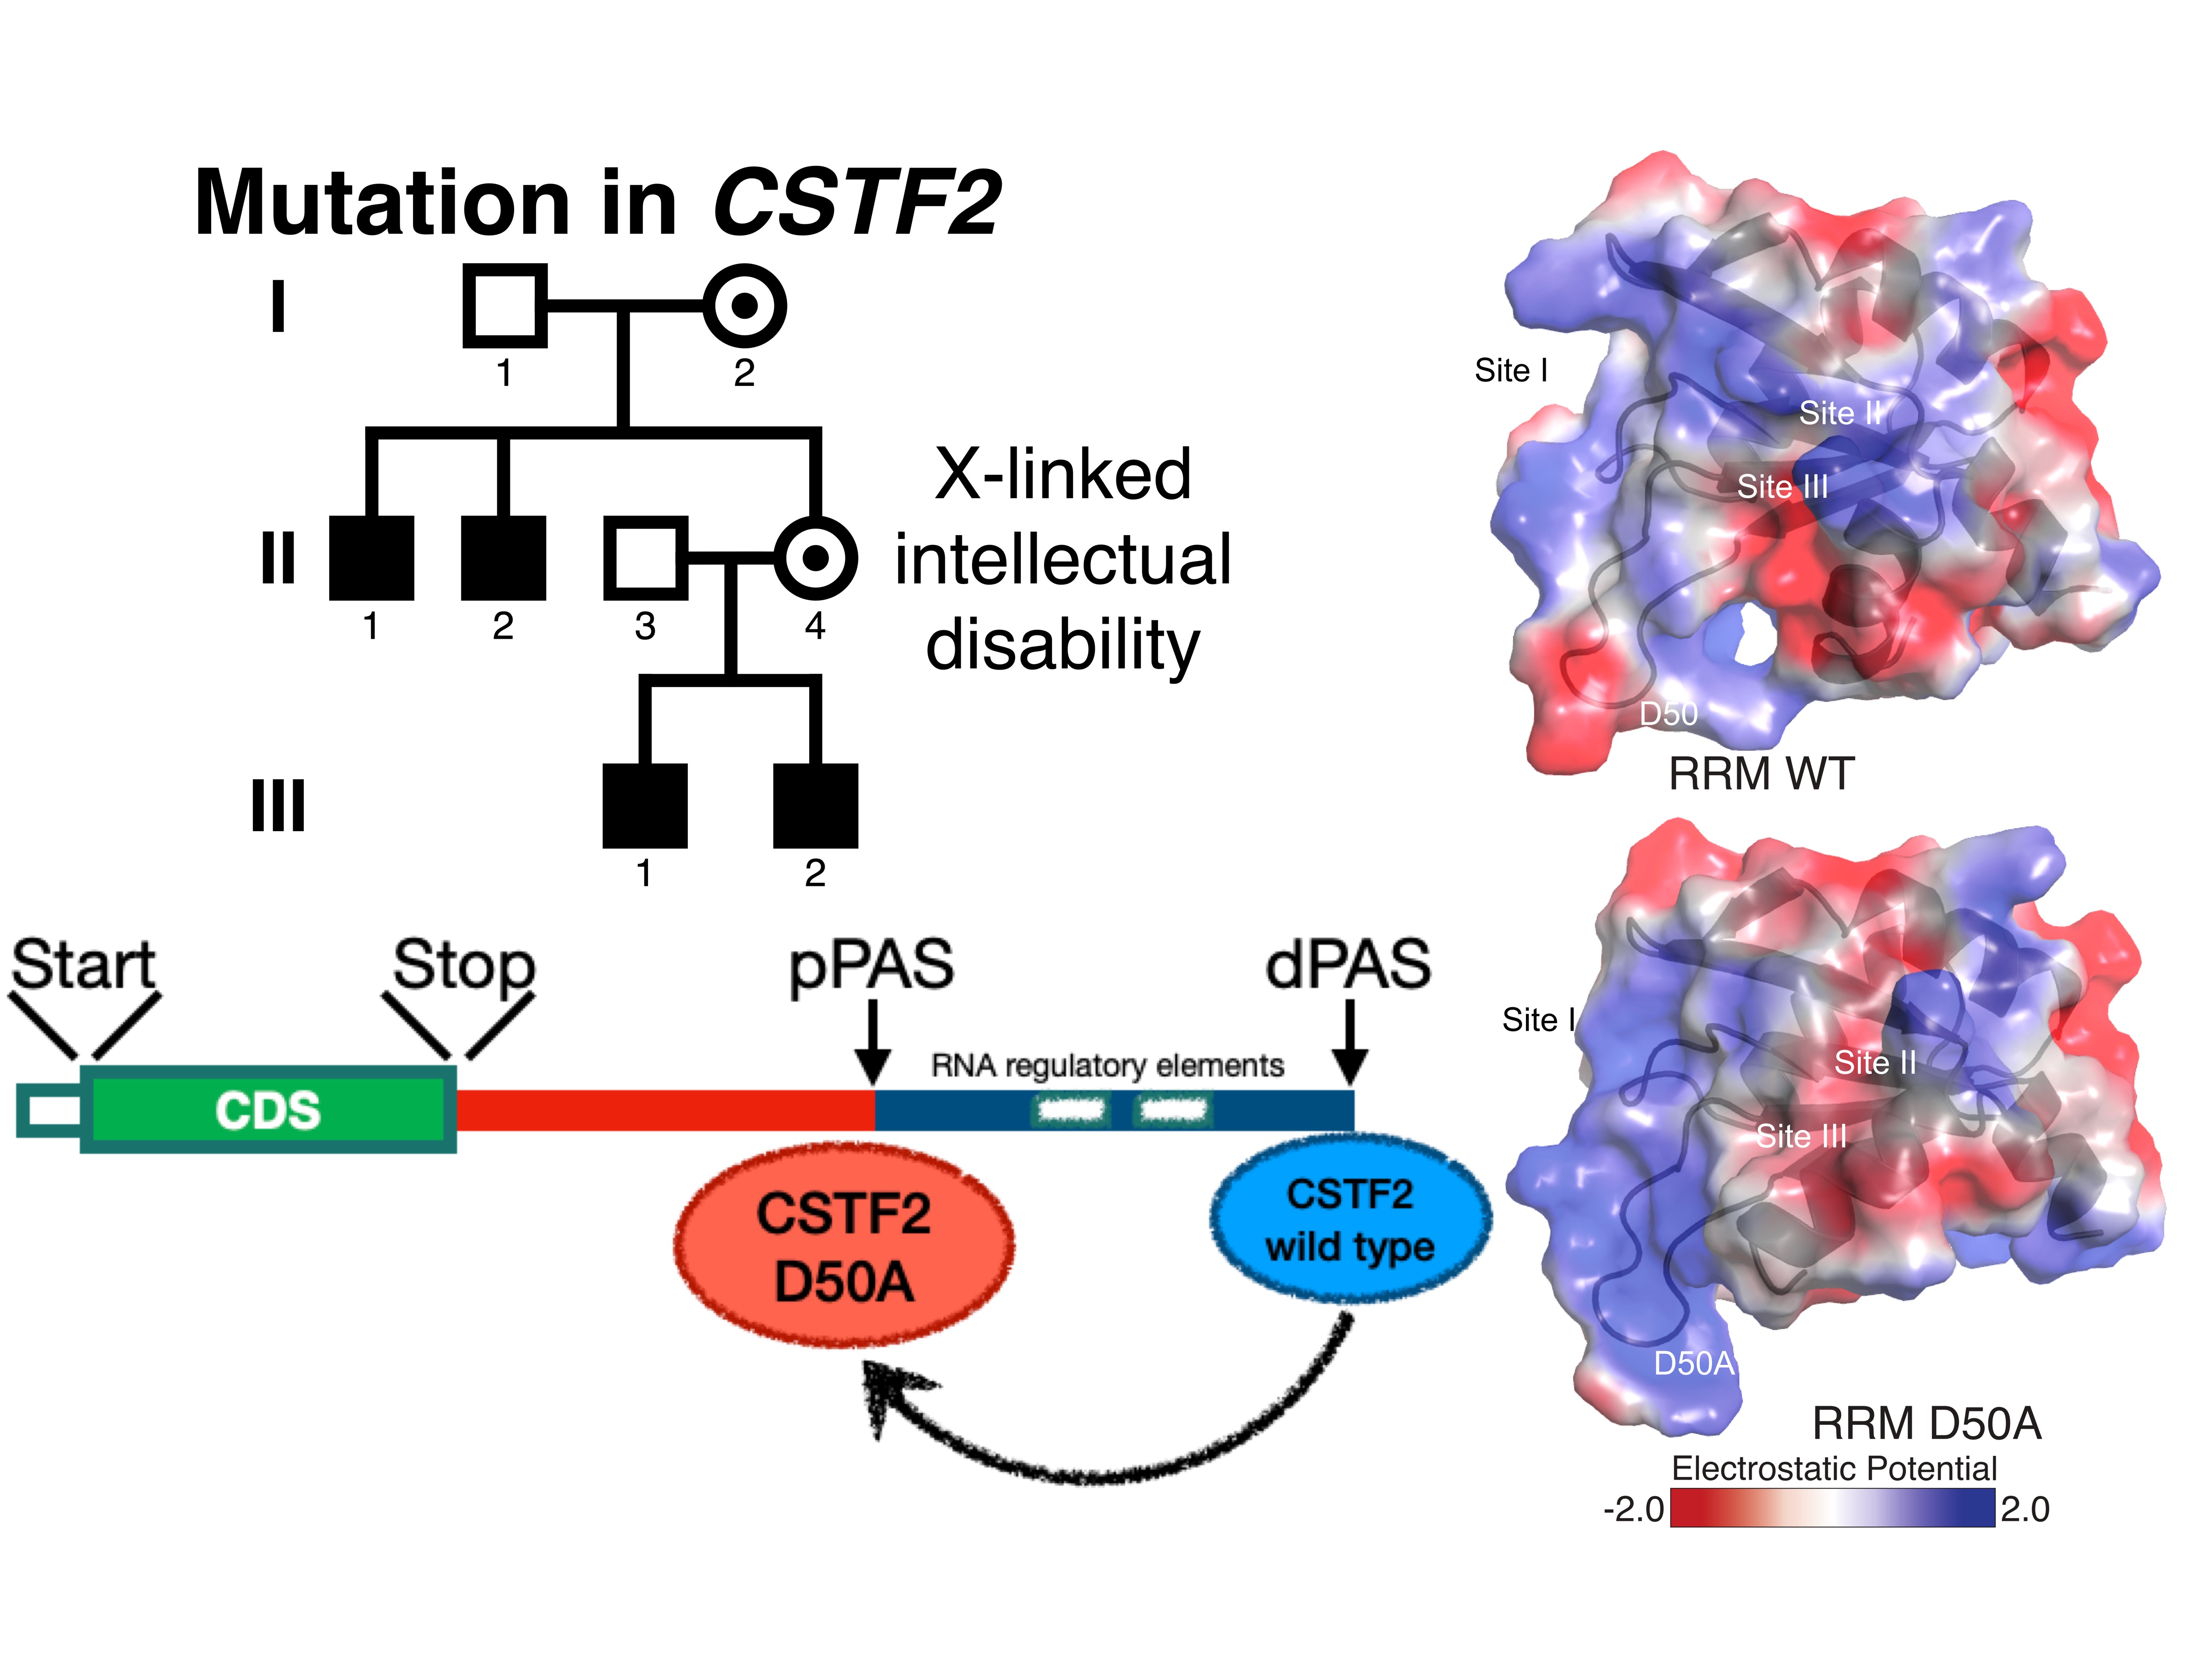 Mutation in CSTF2
I
1
2
X-linked
intellectual
disability
II
1
2
3
4
III
1
2
Start
Stop
pPAS
dPAS
RNA regulatory elements
CDS
CSTF2
D50A
CSTF2
wild type
Site I
Site II
Site III
D50
RRM WT
Site I
Site II
Site III
D50A
RRM D50A
Electrostatic Potential
-2.0
2.0